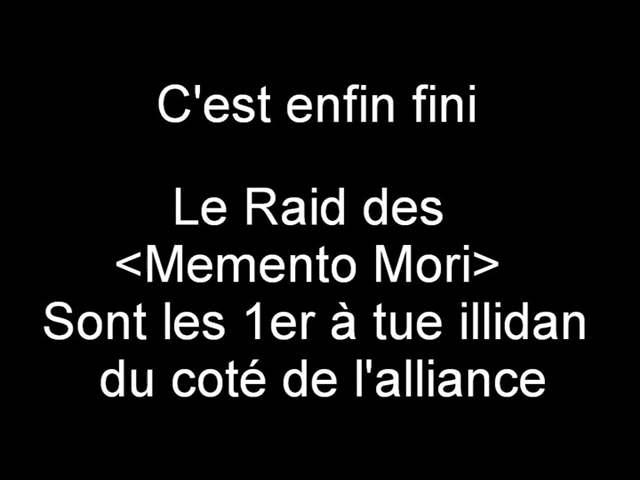 C'est enfin fini
Le Raid des
<Memento Mori>
Sont les 1er à tue illidan
du coté de l'alliance